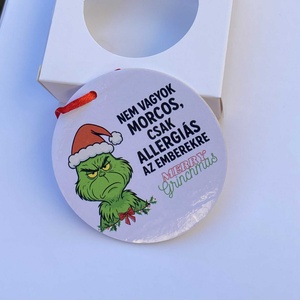 NEM VAGYOK
MORCOS,
CSAK
ALLERGIÁS
AZ EMBEREKRE
MERRY
Grinchmas